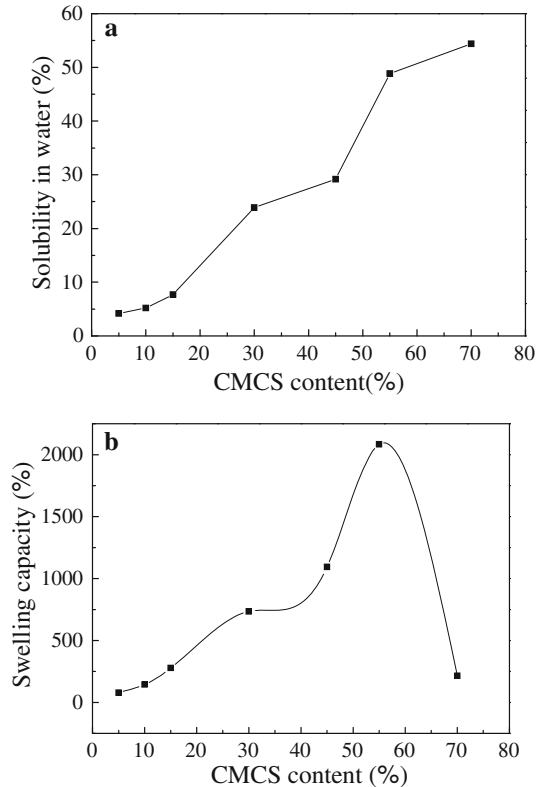 a
Solubility in water (%)
60
50
40
30
20
10
0
0 10 20 30 40 50 60 70 80
CMCS content(%)
b
Swelling capacity (%)
2000
1500
1000
500
0
0 10 20 30 40 50 60 70 80
CMCS content (%)